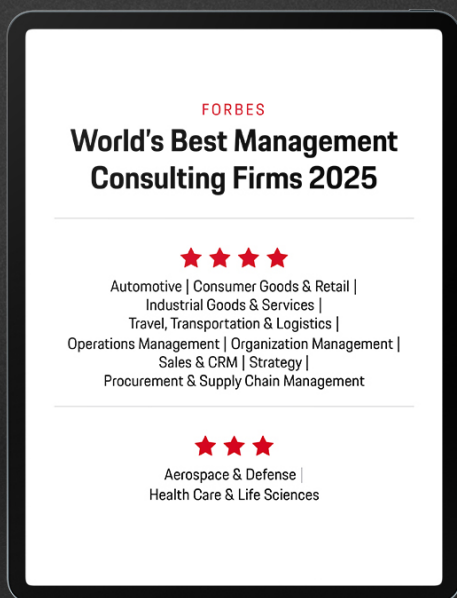 FORBES
World's Best Management
Consulting Firms 2025
Automotive | Consumer Goods & Retail |
Industrial Goods & Services |
Travel, Transportation & Logistics |
Operations Management | Organization Management |
Sales & CRM | Strategy |
Procurement & Supply Chain Management
Aerospace & Defense |
Health Care & Life Sciences